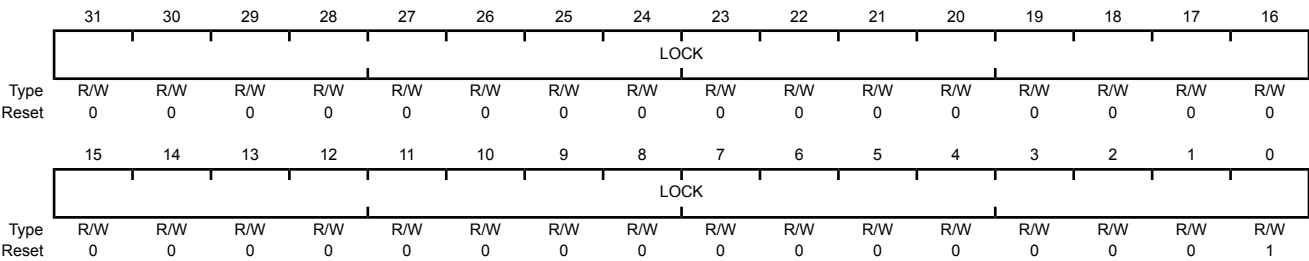 31 30 29 28 27 26 25 24 23 22 21 20 19 18 17 16
LOCK
Type R/W R/W R/W R/W R/W R/W R/W R/W R/W R/W R/W R/W R/W R/W R/W R/W
Reset 0 0 0 0 0 0 0 0 0 0 0 0 0 0 0 0
15 14 13 12 11 10 9 8 7 6 5 4 3 2 1 0
LOCK
Type R/W R/W R/W R/W R/W R/W R/W R/W R/W R/W R/W R/W R/W R/W R/W R/W
Reset 0 0 0 0 0 0 0 0 0 0 0 0 0 0 0 1